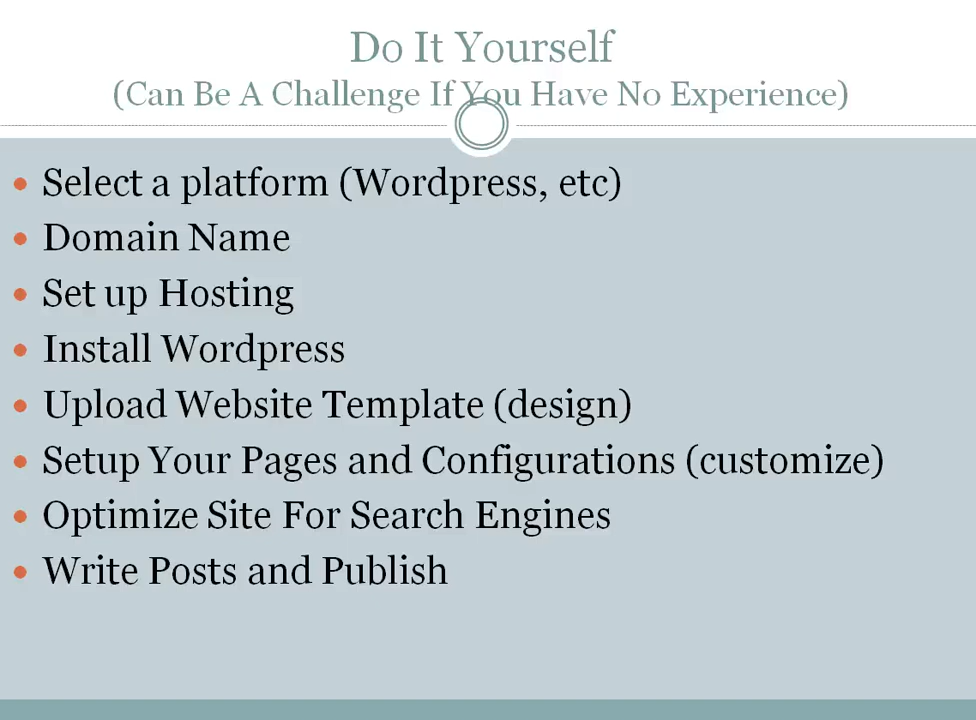 Do It Yourself
(Can Be A Challenge If You Have No Experience)
Select a platform (Wordpress, etc)
Domain Name
Set up Hosting
Install Wordpress
Upload Website Template (design)
Setup Your Pages and Configurations (customize)
Optimize Site For Search Engines
Write Posts and Publish